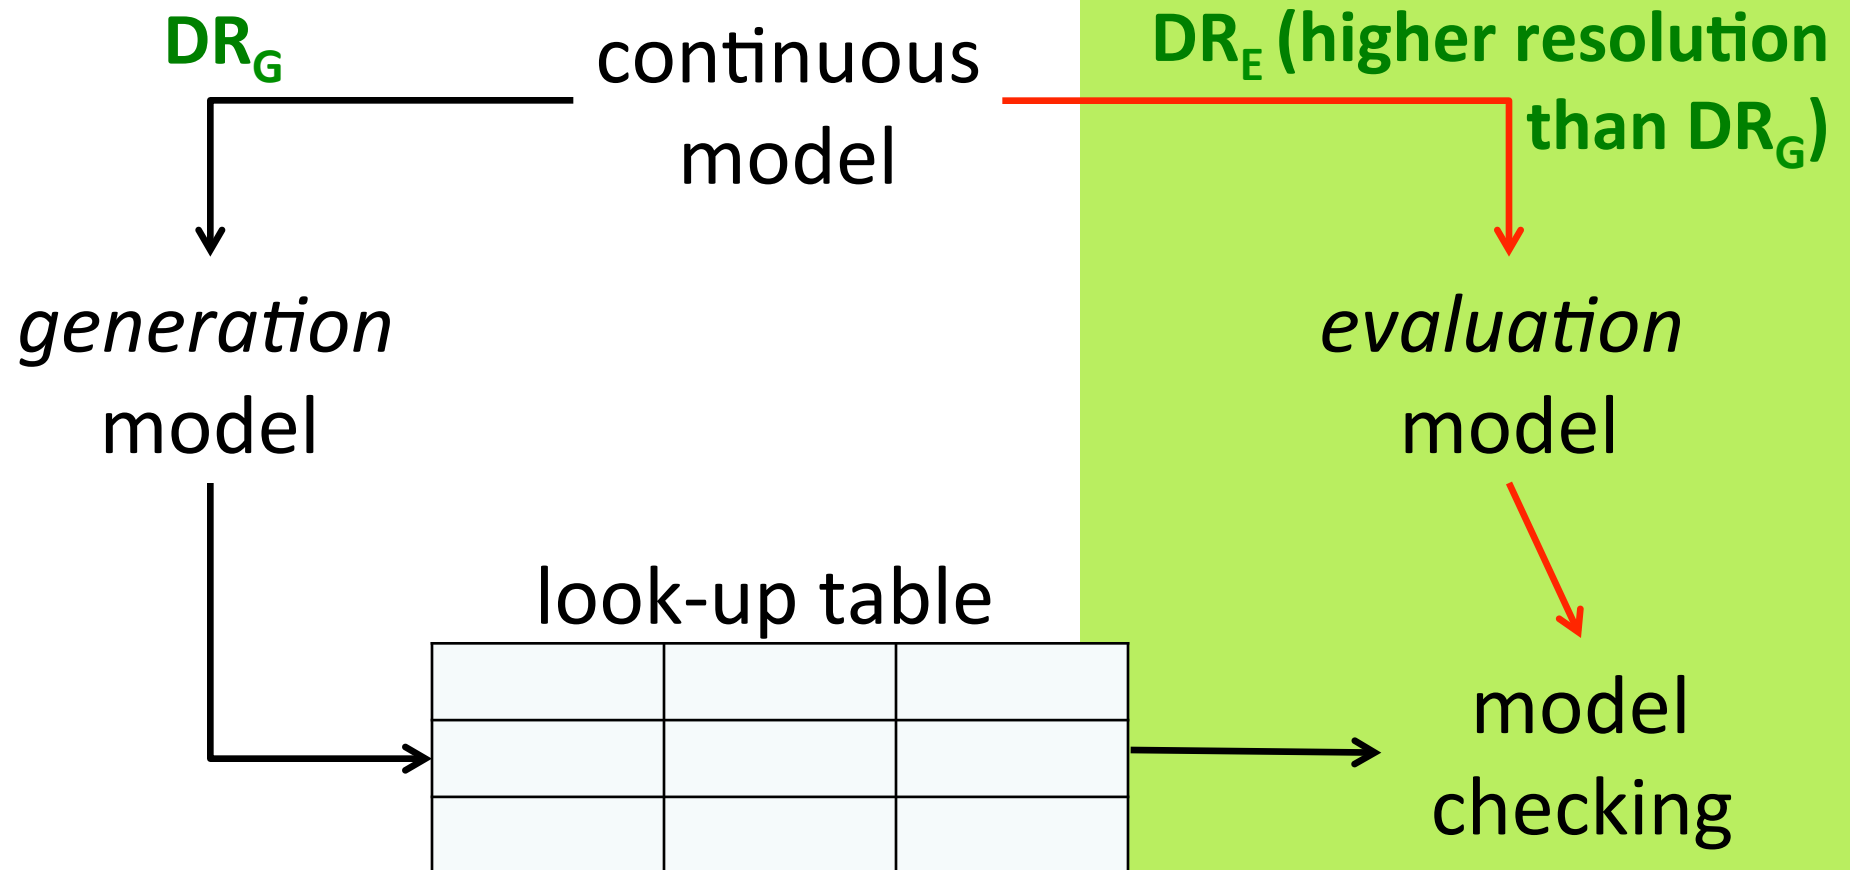 DR_G
continuous
model
DR_E (higher resolution
than DR_G)
generation
model
evaluation
model
look-up table
model
checking